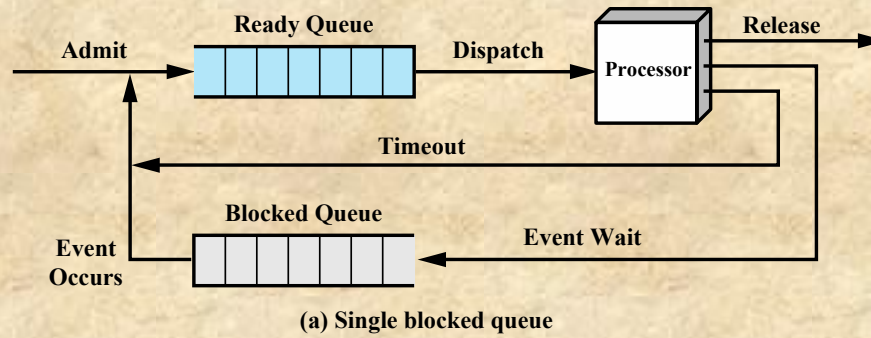 Ready Queue
Release
Admit
Dispatch
Processor
Timeout
Blocked Queue
Event Wait
Event
Occurs
(a) Single blocked queue